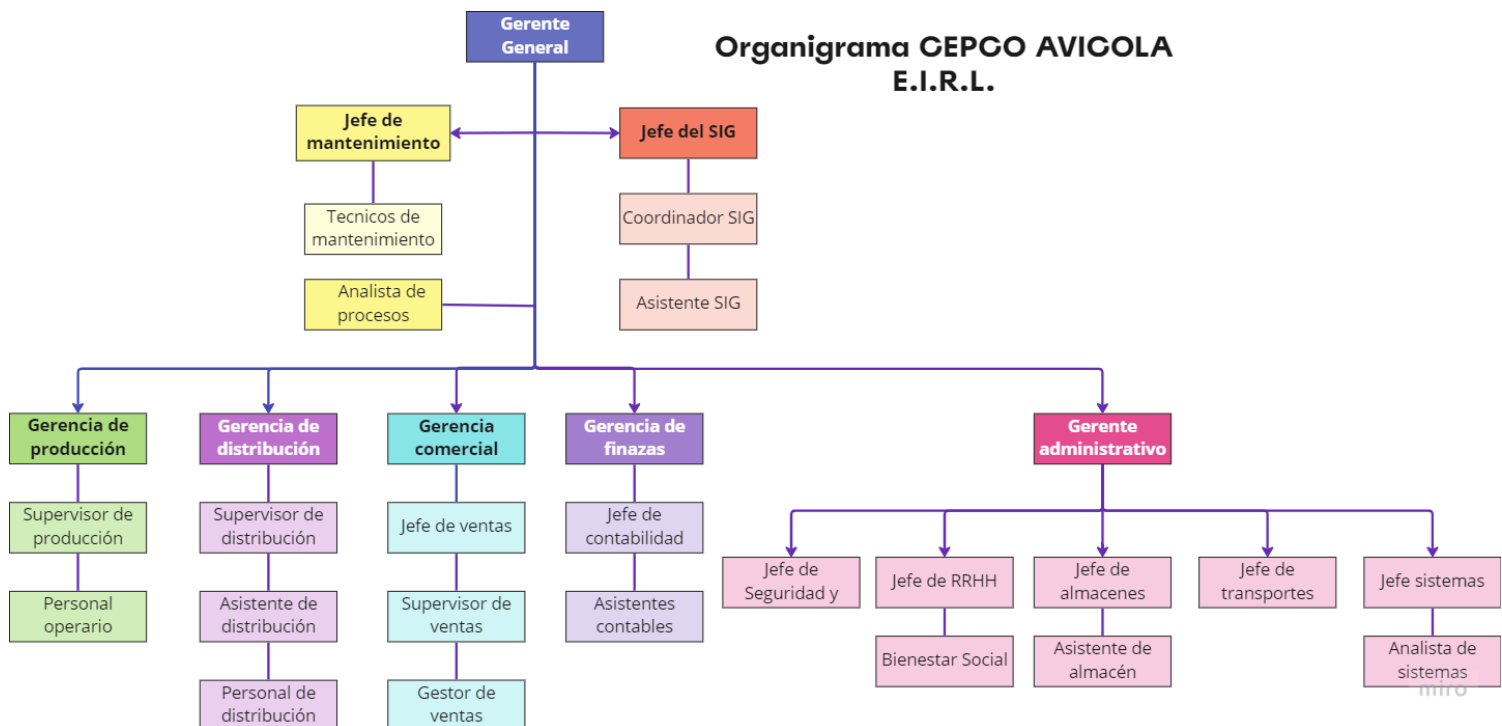 Gerente
General
Organigrama CEPCO AVICOLA
E.I.R.L.
Jefe de
mantenimiento
Jefe del SIG
Tecnicos de
mantenimiento
Coordinador SIG
Analista de
procesos
Asistente SIG
Gerencia de
producción
Gerencia de
distribución
Gerencia
comercial
Gerencia de
finazas
Gerente
administrativo
Supervisor de
producción
Supervisor de
distribución
Jefe de ventas
Jefe de
contabilidad
Jefe de
Seguridad y
Jefe de RRHH
Jefe de
almacenes
Jefe de
transportes
Jefe sistemas
Personal
operario
Asistente de
distribución
Supervisor de
ventas
Asistentes
contables
Bienestar Social
Asistente de
almacén
Analista de
sistemas
Personal de
distribución
Gestor de
ventas
miro